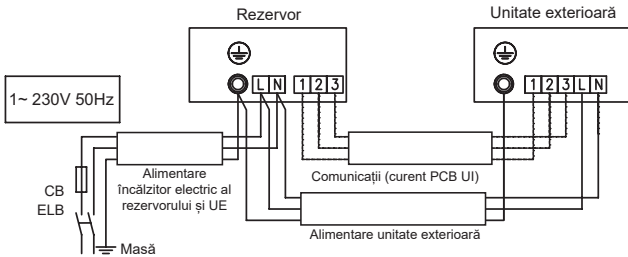 Rezervor
Unitate exterioară
L N 1 2 3
1 2 3 L N
1~ 230V 50Hz
Alimentare
încălzitor electric al
rezervorului și UE
Comunicații (curent PCB UI)
CB
ELB
Alimentare unitate exterioară
Masă